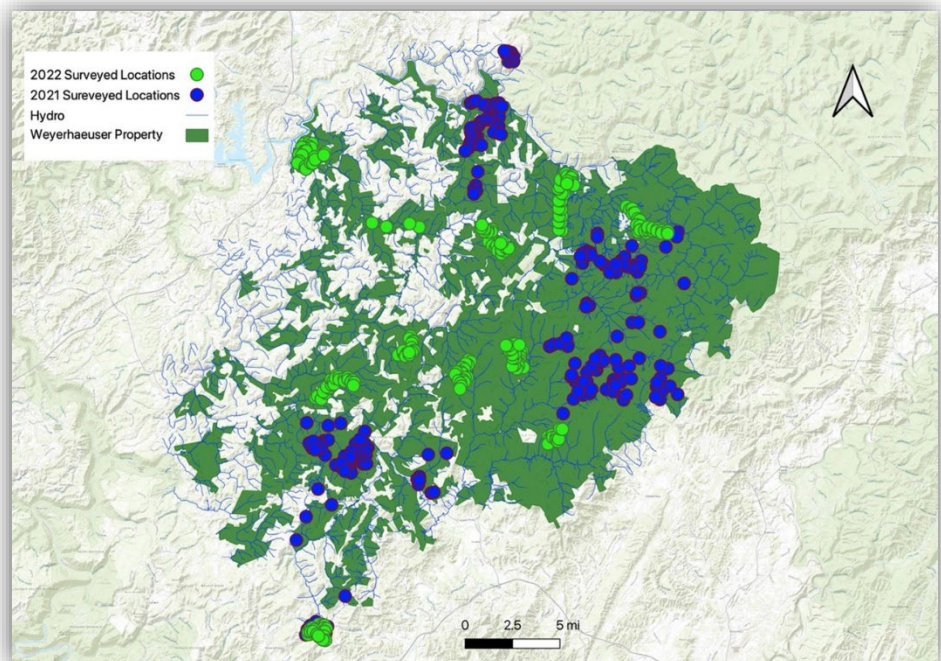 2022 Surveyed Locations
2021 Sureveyed Locations
Hydro
Weyerhaeuser Property
0 2.5 5 mi